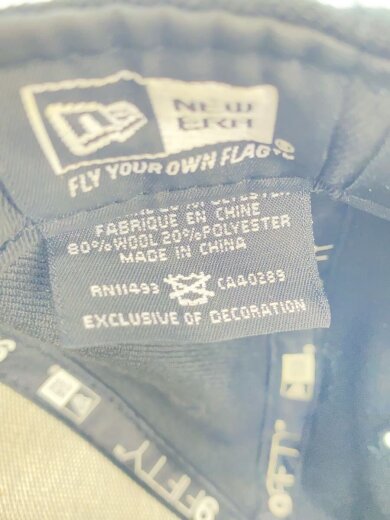 NEW
ERA
FLY YOUR OWN FLAG
FABRIQUE EN CHINE
80%WOOL 20%POLYESTER
MADE IN CHINA
RN11493 CA40289
EXCLUSIVE OF DECORATION
9FIFTY
9FIFTY